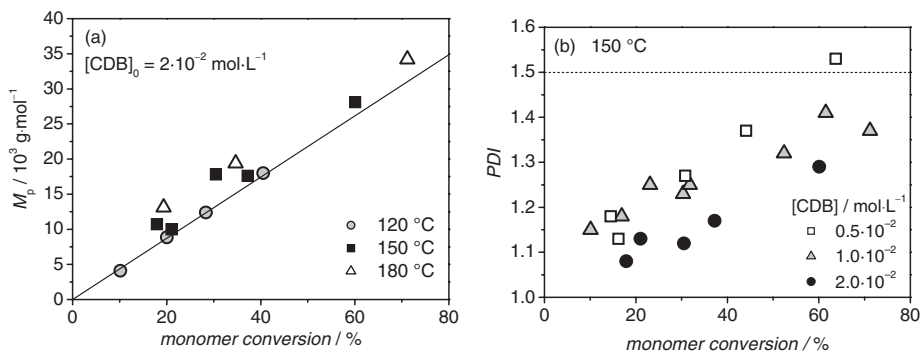 (a)
[CDB]₀ = 2·10⁻² mol·L⁻¹
40
35
30
25
20
15
10
5
0
Mₚ / 10³ g·mol⁻¹
120 °C
150 °C
180 °C
0 20 40 60 80
monomer conversion / %
(b) 150 °C
1.6
1.5
1.4
1.3
1.2
1.1
1.0
PDI
[CDB] / mol·L⁻¹
0.5·10⁻²
1.0·10⁻²
2.0·10⁻²
0 20 40 60 80
monomer conversion / %